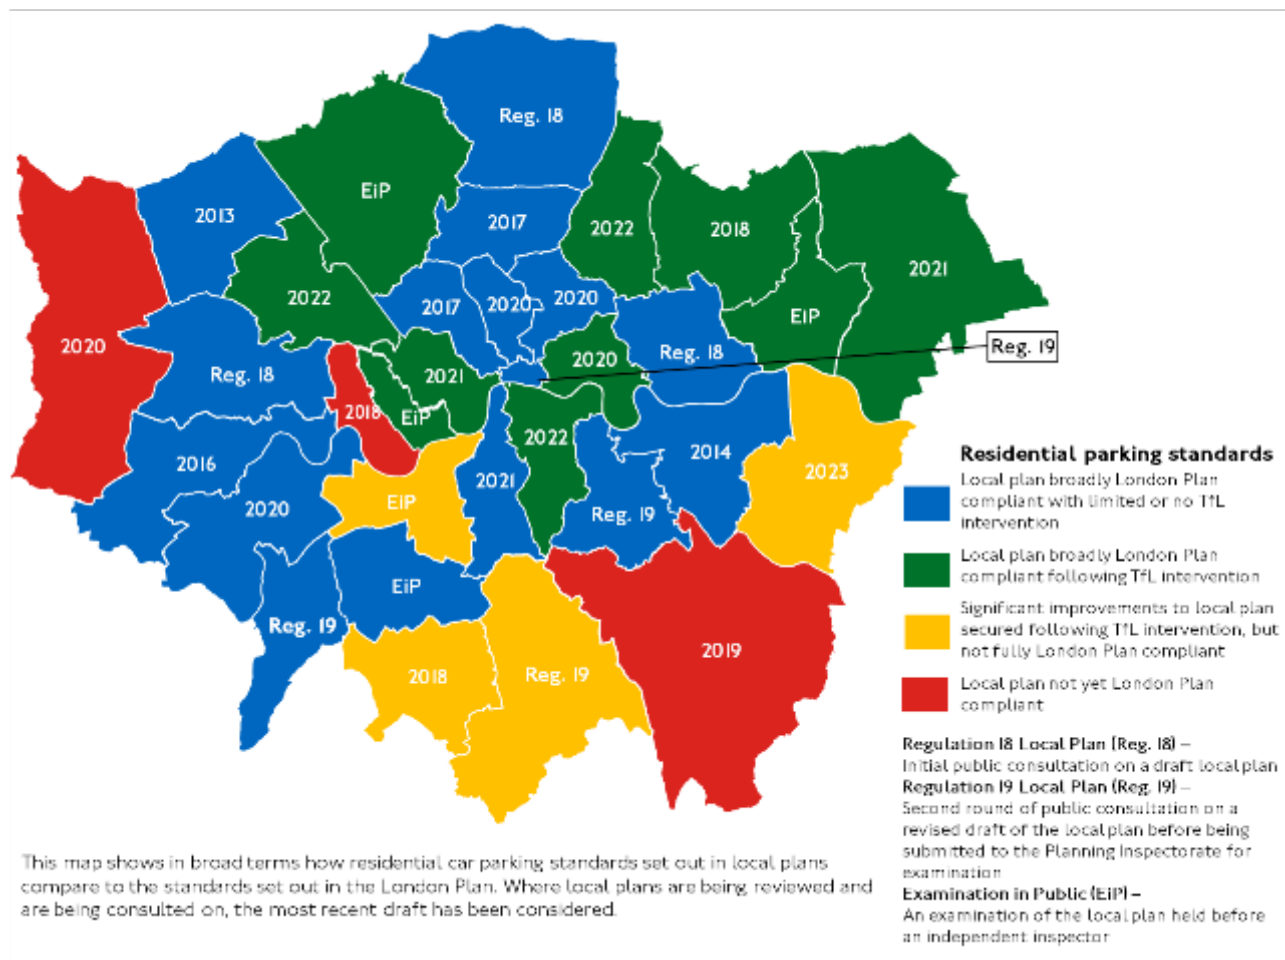 Reg. 18
EiP
2013
2017
2022
2018
2021
2022
2017
2020
2020
EiP
2020
Reg. 18
Reg. 18
2020
Reg. 19
2021
2018
EiP
2022
2014
2016
2023
2021
EiP
2020
Reg. 19
EiP
Reg. 19
2019
2018
Reg. 19
Residential parking standards
Local plan broadly London Plan
compliant with limited or no TfL
intervention
Local plan broadly London Plan
compliant following TfL intervention
Significant improvements to local plan
secured following TfL intervention, but
not fully London Plan compliant
Local plan not yet London Plan
compliant
Regulation 18 Local Plan (Reg. 18) –
Initial public consultation on a draft local plan
Regulation 19 Local Plan (Reg. 19) –
Second round of public consultation on a
revised draft of the local plan before being
submitted to the Planning Inspectorate for
examination
Examination in Public (EiP) –
An examination of the local plan held before
an independent inspector
This map shows in broad terms how residential car parking standards set out in local plans
compare to the standards set out in the London Plan. Where local plans are being reviewed and
are being consulted on, the most recent draft has been considered.